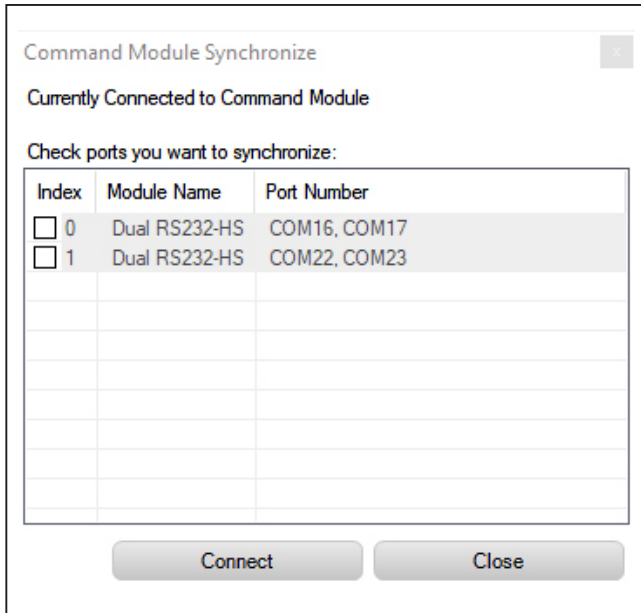 Command Module Synchronize
x
Currently Connected to Command Module
Check ports you want to synchronize:
Index Module Name Port Number
0 Dual RS232-HS COM16, COM17
1 Dual RS232-HS COM22, COM23
Connect Close